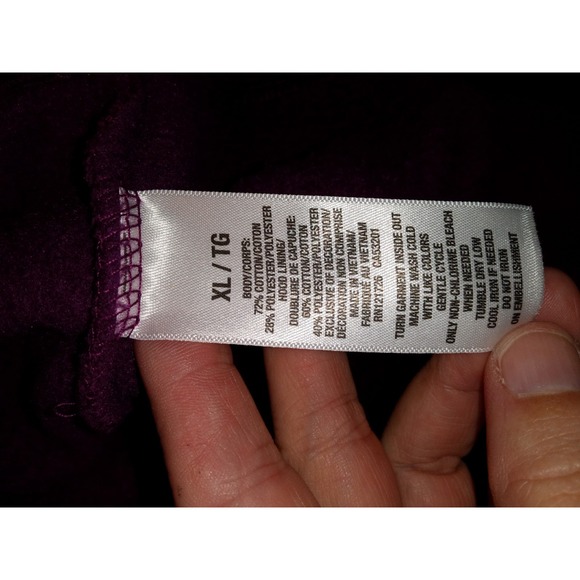 XL / TG
BODY/CORPS:
72% COTTON/COTON
28% POLYESTER/POLYESTER
HOOD LINING/
DOUBLURE DE CAPUCHE:
60% COTTON/COTON
40% POLYESTER/POLYESTER
EXCLUSIVE OF DECORATION/
DÉCORATION NON COMPRISE
MADE IN VIETNAM/
FABRIQUÉ AU VIETNAM
RN121726 CA53201
TURN GARMENT INSIDE OUT
MACHINE WASH COLD
WITH LIKE COLORS
GENTLE CYCLE
ONLY NON-CHLORINE BLEACH
WHEN NEEDED
TUMBLE DRY LOW
COOL IRON IF NEEDED
DO NOT IRON
ON EMBELLISHMENT